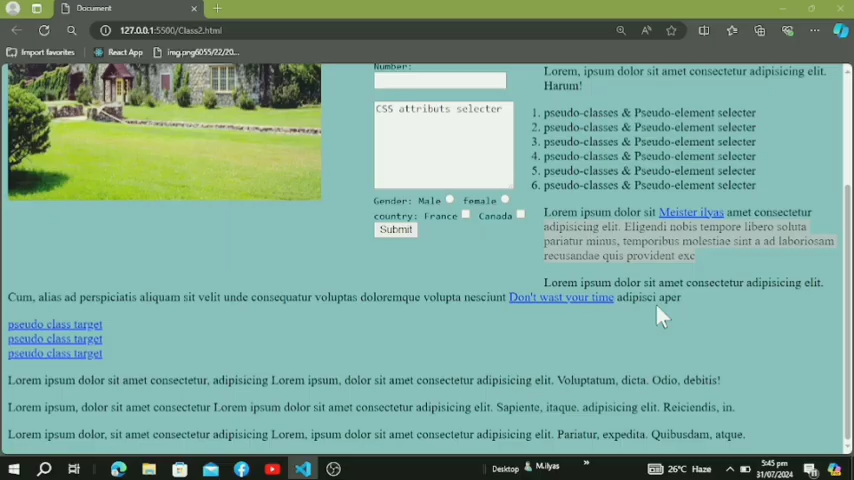 Document
127.0.0.1:5500/Class2.html
Import favorites
React App
img.png6055/22/20...
Number:
CSS attributs selecter
Gender: Male female
country: France Canada
Submit
Lorem, ipsum dolor sit amet consectetur adipisicing elit.
Harum!
1. pseudo-classes & Pseudo-element selecter
2. pseudo-classes & Pseudo-element selecter
3. pseudo-classes & Pseudo-element selecter
4. pseudo-classes & Pseudo-element selecter
5. pseudo-classes & Pseudo-element selecter
6. pseudo-classes & Pseudo-element selecter
Lorem ipsum dolor sit Meister ilyas amet consectetur
adipisicing elit. Eligendi nobis tempore libero soluta
pariatur minus, temporibus molestiae sint a ad laboriosam
recusandae quis provident exc
Lorem ipsum dolor sit amet consectetur adipisicing elit.
Cum, alias ad perspiciatis aliquam sit velit unde consequatur voluptas doloremque volupta nesciunt Don't wast your time adipisci aper
pseudo class target
pseudo class target
pseudo class target
Lorem ipsum dolor sit amet consectetur, adipisicing Lorem ipsum, dolor sit amet consectetur adipisicing elit. Voluptatum, dicta. Odio, debitis!
Lorem ipsum, dolor sit amet consectetur Lorem ipsum dolor sit amet consectetur adipisicing elit. Sapiente, itaque. adipisicing elit. Reiciendis, in.
Lorem ipsum dolor, sit amet consectetur adipisicing Lorem, ipsum dolor sit amet consectetur adipisicing elit. Pariatur, expedita. Quibusdam, atque.
Desktop
M.ilyas
26°C Haze
5:45 pm
31/07/2024